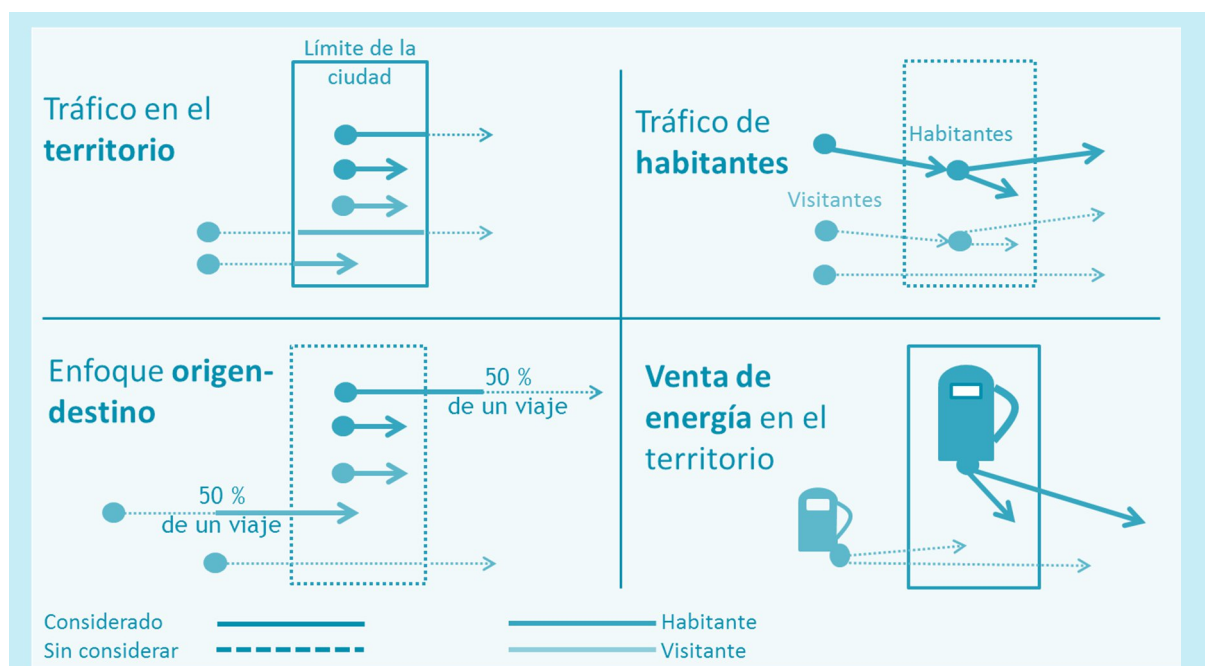 Límite de la
ciudad
Tráfico en el
territorio
Tráfico de
habitantes
Habitantes
Visitantes
Enfoque origen-
destino
50 %
de un viaje
50 %
de un viaje
Venta de
energía en el
territorio
Considerado
Sin considerar
Habitante
Visitante